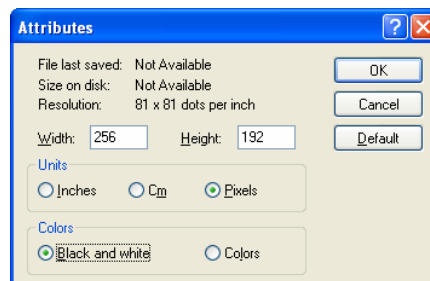 Attributes
File last saved: Not Available
Size on disk: Not Available
Resolution: 81 x 81 dots per inch
OK
Cancel
Default
Width: 256 Height: 192
Units
Inches Cm Pixels
Colors
Black and white Colors